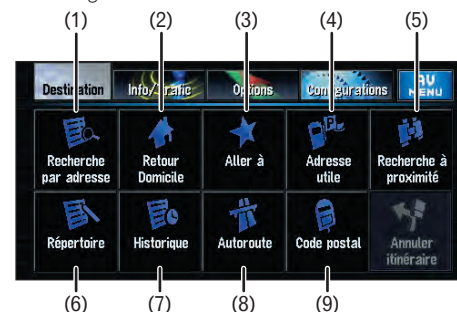 (1) (2) (3) (4) (5)
Destination Info/Trafic Options Configurations AV MENU
Recherche par adresse
Retour Domicile
Aller à
Adresse utile
Recherche à proximité
Répertoire
Historique
Autoroute
Code postal
Annuler itinéraire
(6) (7) (8) (9)